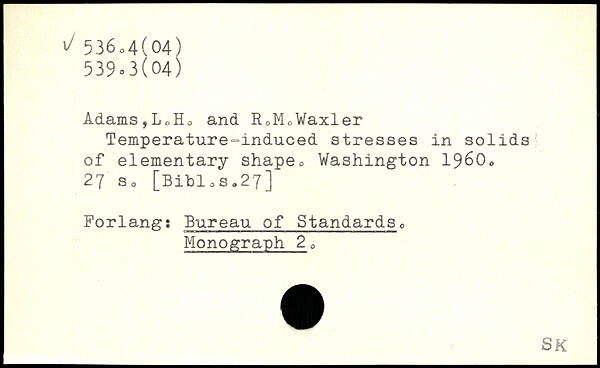 ✓ 536.4(04)
539.3(04)
Adams,L.H. and R.M.Waxler
Temperature-induced stresses in solids
of elementary shape. Washington 1960.
27 s. [Bibl.s.27]
Forlang: Bureau of Standards.
Monograph 2.
SK